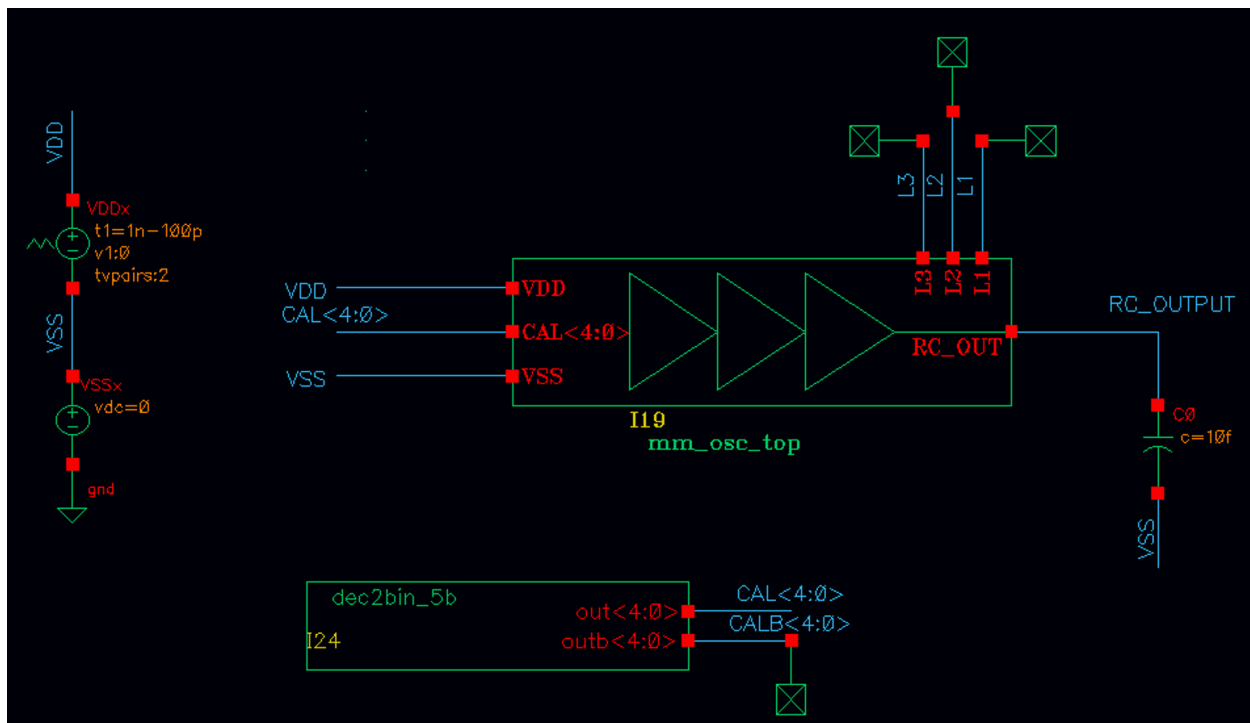 VDD
VDDx
t1=1n-100p
v1:0
tvpairs:2
VSS
VSSx
vdc=0
gnd
L3
L2
L1
L3
L2
L1
VDD
VDD
CAL<4:0>
CAL<4:0>
VSS
VSS
RC_OUT
I19
mm_osc_top
RC_OUTPUT
C0
c=10f
VSS
dec2bin_5b
I24
out<4:0>
outb<4:0>
CAL<4:0>
CALB<4:0>